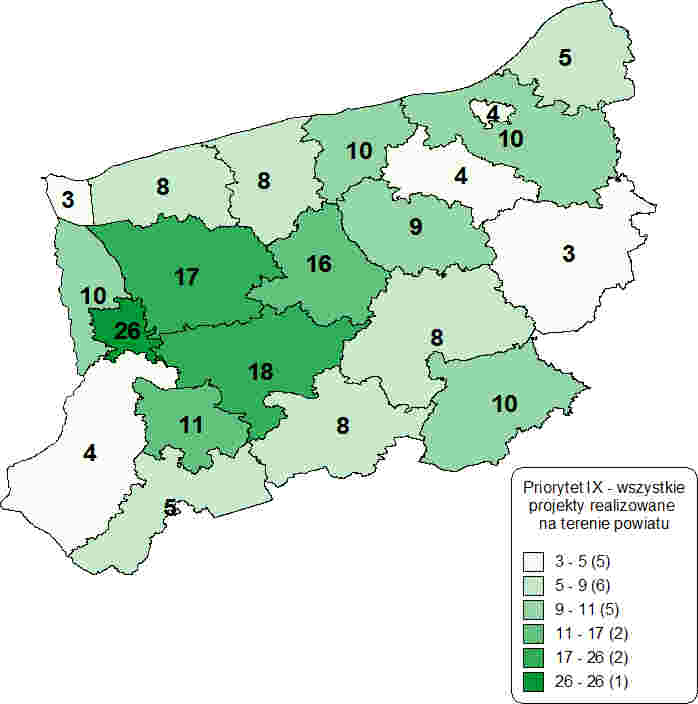 5
4
10
10
4
8
8
3
9
3
16
17
10
26
8
18
10
11
8
4
5
Priorytet IX - wszystkie
projekty realizowane
na terenie powiatu
3 - 5 (5)
5 - 9 (6)
9 - 11 (5)
11 - 17 (2)
17 - 26 (2)
26 - 26 (1)